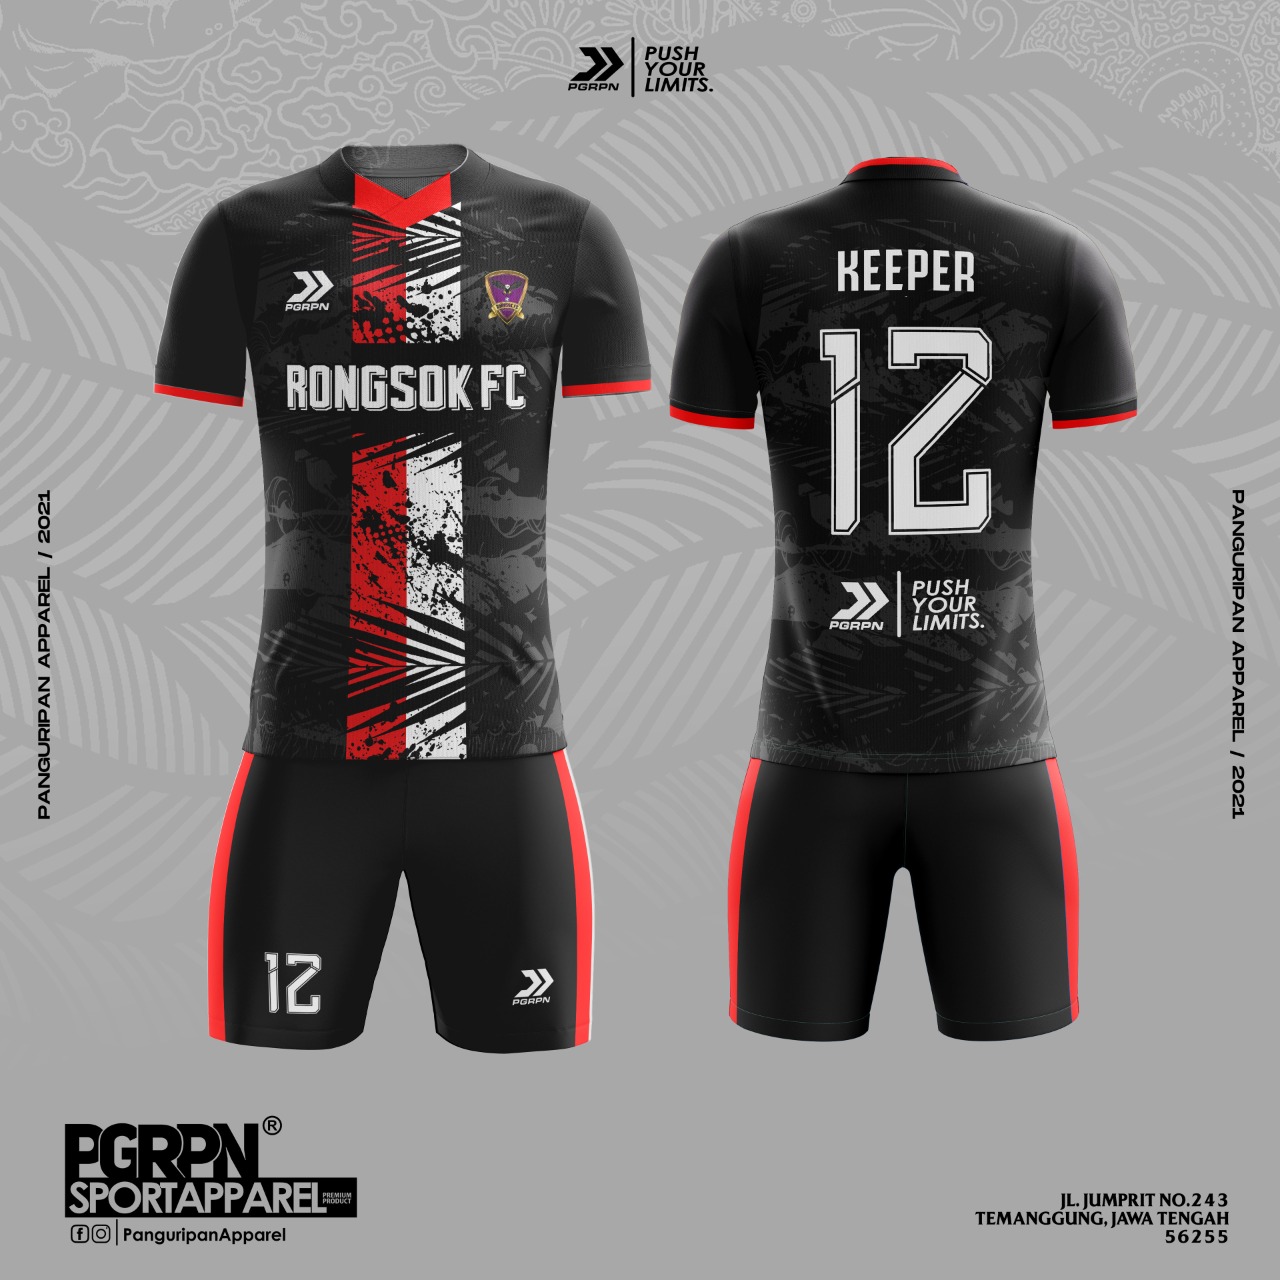 PGRPN
PUSH
YOUR
LIMITS.
PGRPN
RONGSOK FC
12
PGRPN
KEEPER
12
PGRPN
PUSH
YOUR
LIMITS.
PANGURIPAN APPAREL / 2021
PANGURIPAN APPAREL / 2021
PGRPN®
SPORTAPPAREL
PREMIUM
PRODUCT
PanguripanApparel
JL. JUMPRIT NO.243
TEMANGGUNG, JAWA TENGAH
56255